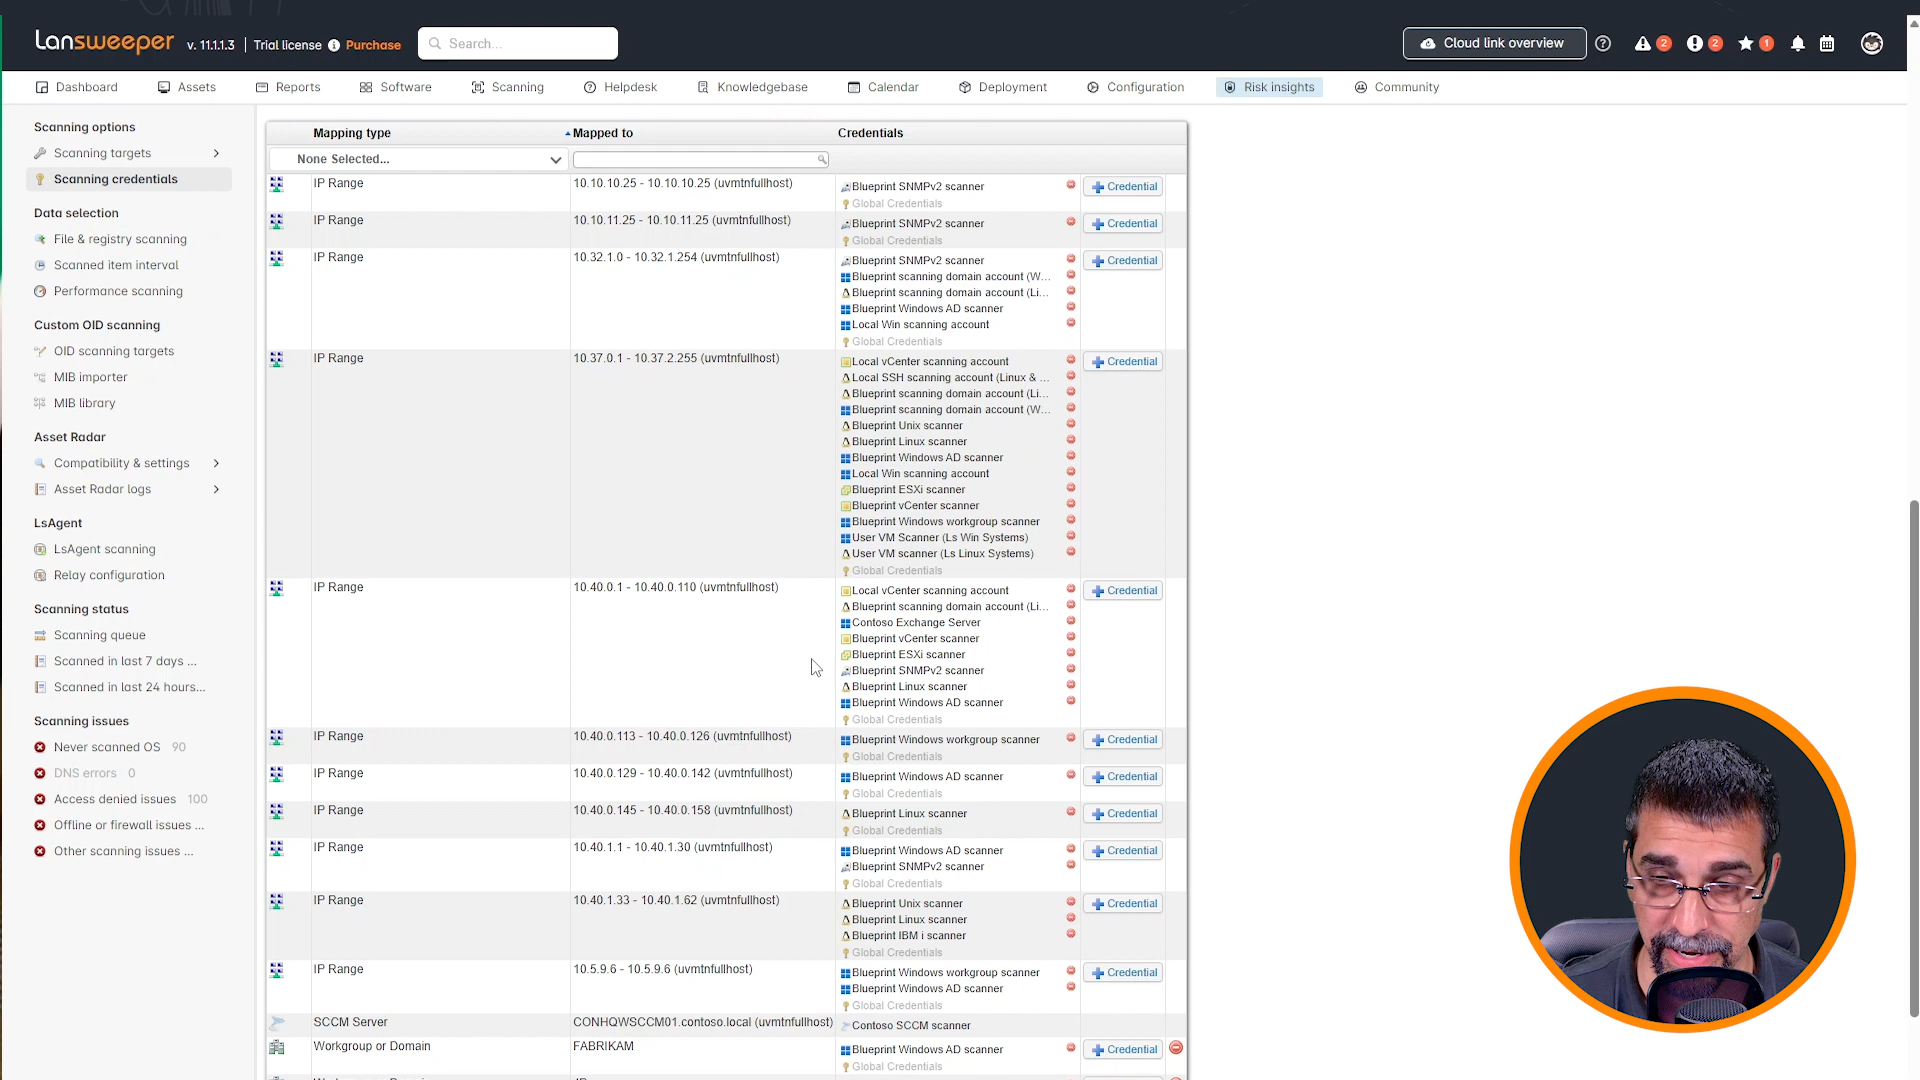 Lansweeper v. 11.1.1.3 Trial license Purchase Search... Cloud link overview 2 2 1
Dashboard Assets Reports Software Scanning Helpdesk Knowledgebase Calendar Deployment Configuration Risk insights Community
Scanning options
Scanning targets
Scanning credentials
Data selection
File & registry scanning
Scanned item interval
Performance scanning
Custom OID scanning
OID scanning targets
MIB importer
MIB library
Asset Radar
Compatibility & settings
Asset Radar logs
LsAgent
LsAgent scanning
Relay configuration
Scanning status
Scanning queue
Scanned in last 7 days ...
Scanned in last 24 hours...
Scanning issues
Never scanned OS 90
DNS errors 0
Access denied issues 100
Offline or firewall issues ...
Other scanning issues ...
Mapping type Mapped to Credentials
None Selected...
IP Range 10.10.10.25 - 10.10.10.25 (uvmtnfullhost) Blueprint SNMPv2 scanner Credential
Global Credentials
IP Range 10.10.11.25 - 10.10.11.25 (uvmtnfullhost) Blueprint SNMPv2 scanner Credential
Global Credentials
IP Range 10.32.1.0 - 10.32.1.254 (uvmtnfullhost) Blueprint SNMPv2 scanner Credential
Blueprint scanning domain account (W...
Blueprint scanning domain account (Li...
Blueprint Windows AD scanner
Local Win scanning account
Global Credentials
IP Range 10.37.0.1 - 10.37.2.255 (uvmtnfullhost) Local vCenter scanning account Credential
Local SSH scanning account (Linux & ...
Blueprint scanning domain account (Li...
Blueprint scanning domain account (W...
Blueprint Unix scanner
Blueprint Linux scanner
Blueprint Windows AD scanner
Local Win scanning account
Blueprint ESXi scanner
Blueprint vCenter scanner
Blueprint Windows workgroup scanner
User VM Scanner (Ls Win Systems)
User VM scanner (Ls Linux Systems)
Global Credentials
IP Range 10.40.0.1 - 10.40.0.110 (uvmtnfullhost) Local vCenter scanning account Credential
Blueprint scanning domain account (Li...
Contoso Exchange Server
Blueprint vCenter scanner
Blueprint ESXi scanner
Blueprint SNMPv2 scanner
Blueprint Linux scanner
Blueprint Windows AD scanner
Global Credentials
IP Range 10.40.0.113 - 10.40.0.126 (uvmtnfullhost) Blueprint Windows workgroup scanner Credential
Global Credentials
IP Range 10.40.0.129 - 10.40.0.142 (uvmtnfullhost) Blueprint Windows AD scanner Credential
Global Credentials
IP Range 10.40.0.145 - 10.40.0.158 (uvmtnfullhost) Blueprint Linux scanner Credential
Global Credentials
IP Range 10.40.1.1 - 10.40.1.30 (uvmtnfullhost) Blueprint Windows AD scanner Credential
Blueprint SNMPv2 scanner
Global Credentials
IP Range 10.40.1.33 - 10.40.1.62 (uvmtnfullhost) Blueprint Unix scanner Credential
Blueprint Linux scanner
Blueprint IBM i scanner
Global Credentials
IP Range 10.5.9.6 - 10.5.9.6 (uvmtnfullhost) Blueprint Windows workgroup scanner Credential
Blueprint Windows AD scanner
Global Credentials
SCCM Server CONHQWSCCM01.contoso.local (uvmtnfullhost) Contoso SCCM scanner
Workgroup or Domain FABRIKAM Blueprint Windows AD scanner Credential
Global Credentials